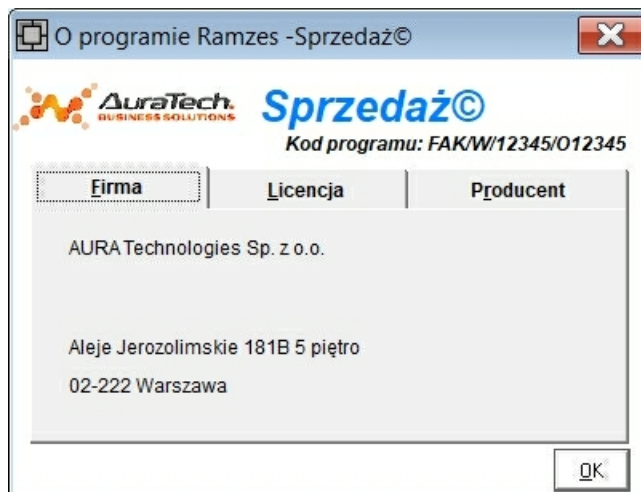 O programie Ramzes -Sprzedaż©
AuraTech.
BUSINESS SOLUTIONS
Sprzedaż©
Kod programu: FAK/W/12345/O12345
Firma Licencja Producent
AURA Technologies Sp. z o.o.
Aleje Jerozolimskie 181B 5 piętro
02-222 Warszawa
OK